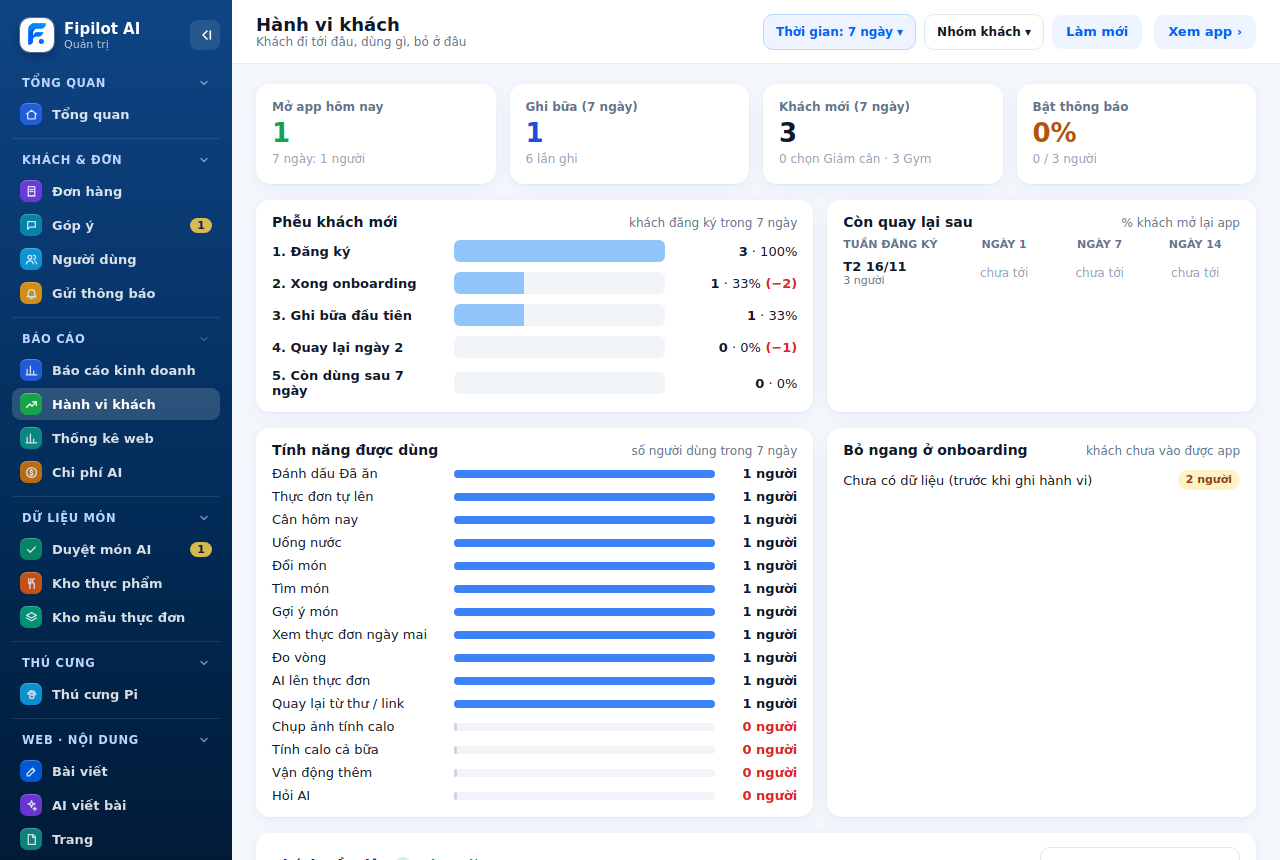 Fipilot AI
Quản trị
TỔNG QUAN
Tổng quan
KHÁCH & ĐƠN
Đơn hàng
Góp ý 1
Người dùng
Gửi thông báo
BÁO CÁO
Báo cáo kinh doanh
Hành vi khách
Thống kê web
Chi phí AI
DỮ LIỆU MÓN
Duyệt món AI 1
Kho thực phẩm
Kho mẫu thực đơn
THÚ CƯNG
Thú cưng Pi
WEB · NỘI DUNG
Bài viết
AI viết bài
Trang
Hành vi khách
Khách đi tới đâu, dùng gì, bỏ ở đâu
Thời gian: 7 ngày ▾
Nhóm khách ▾
Làm mới
Xem app ›
Mở app hôm nay
1
7 ngày: 1 người
Ghi bữa (7 ngày)
1
6 lần ghi
Khách mới (7 ngày)
3
0 chọn Giảm cân · 3 Gym
Bật thông báo
0%
0 / 3 người
Phễu khách mới khách đăng ký trong 7 ngày
1. Đăng ký 3 · 100%
2. Xong onboarding 1 · 33% (−2)
3. Ghi bữa đầu tiên 1 · 33%
4. Quay lại ngày 2 0 · 0% (−1)
5. Còn dùng sau 7
ngày 0 · 0%
Còn quay lại sau % khách mở lại app
TUẦN ĐĂNG KÝ NGÀY 1 NGÀY 7 NGÀY 14
T2 16/11 chưa tới chưa tới chưa tới
3 người
Tính năng được dùng số người dùng trong 7 ngày
Đánh dấu Đã ăn 1 người
Thực đơn tự lên 1 người
Cân hôm nay 1 người
Uống nước 1 người
Đổi món 1 người
Tìm món 1 người
Gợi ý món 1 người
Xem thực đơn ngày mai 1 người
Đo vòng 1 người
AI lên thực đơn 1 người
Quay lại từ thư / link 1 người
Chụp ảnh tính calo 0 người
Tính calo cả bữa 0 người
Vận động thêm 0 người
Hỏi AI 0 người
Bỏ ngang ở onboarding khách chưa vào được app
Chưa có dữ liệu (trước khi ghi hành vi) 2 người